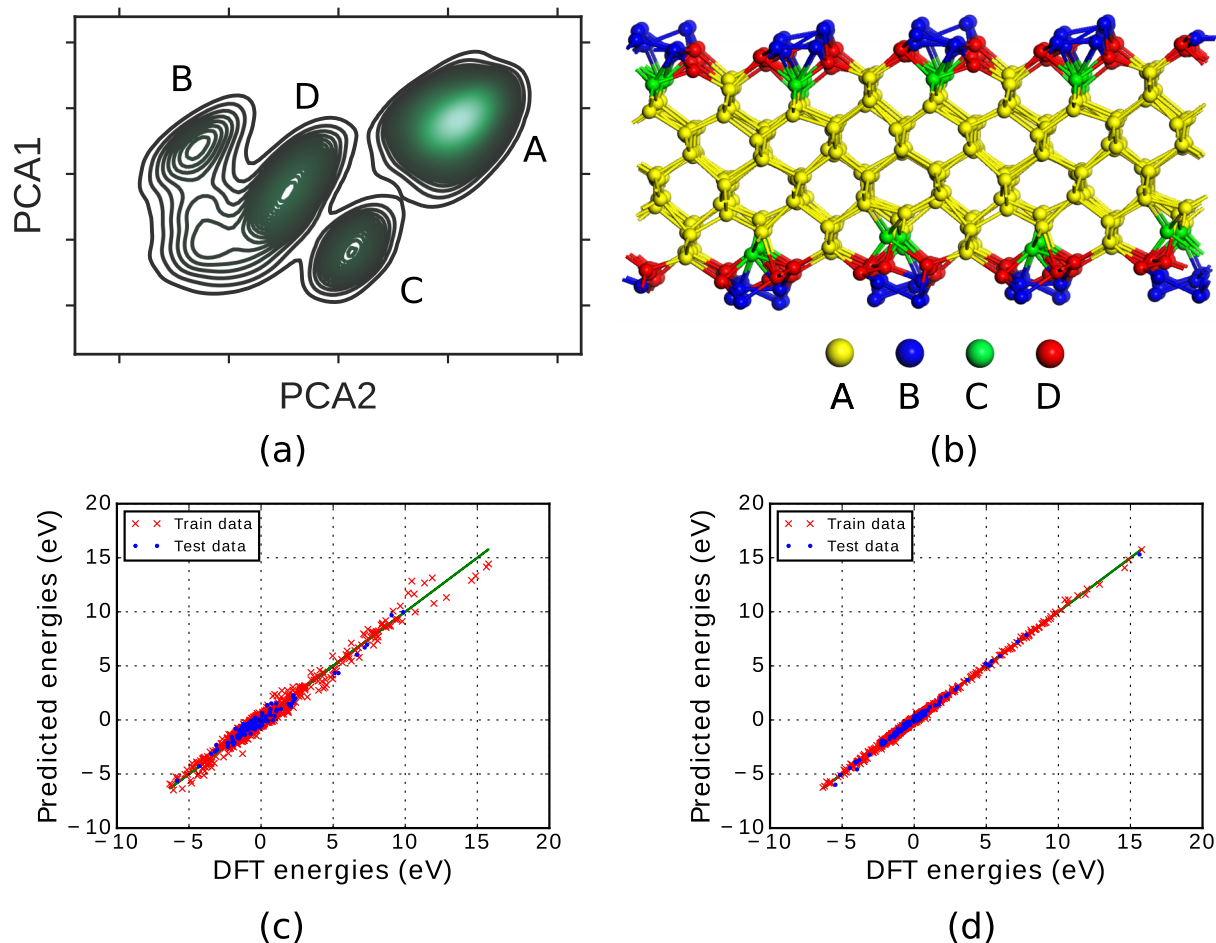 B
D
A
C
PCA1
PCA2
(a)
A
B
C
D
(b)
20
15
10
5
0
−5
−10
−10
−5
0
5
10
15
20
Predicted energies (eV)
DFT energies (eV)
Train data
Test data
(c)
20
15
10
5
0
−5
−10
−10
−5
0
5
10
15
20
Predicted energies (eV)
DFT energies (eV)
Train data
Test data
(d)